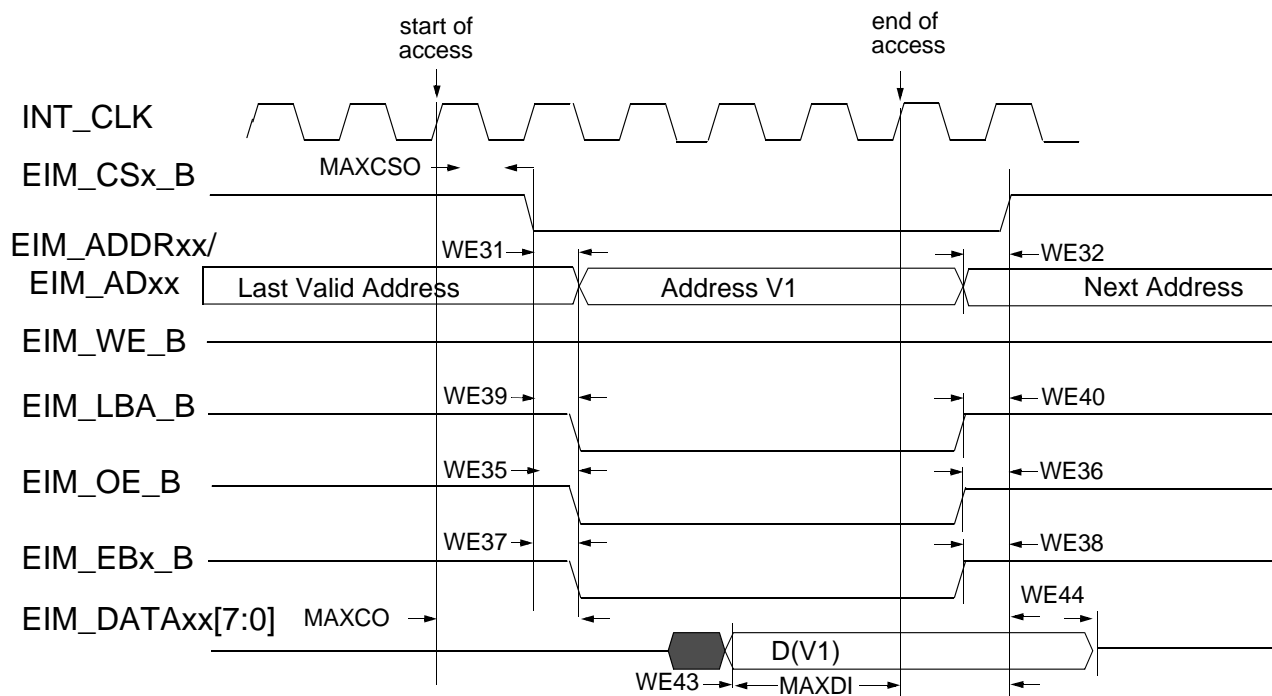 start of
access
end of
access
INT_CLK
MAXCSO
EIM_CSx_B
EIM_ADDRxx/
EIM_ADxx
WE31
WE32
Last Valid Address
Address V1
Next Address
EIM_WE_B
EIM_LBA_B
WE39
WE40
EIM_OE_B
WE35
WE36
EIM_EBx_B
WE37
WE38
EIM_DATAxx[7:0]
MAXCO
WE44
D(V1)
WE43
MAXDI